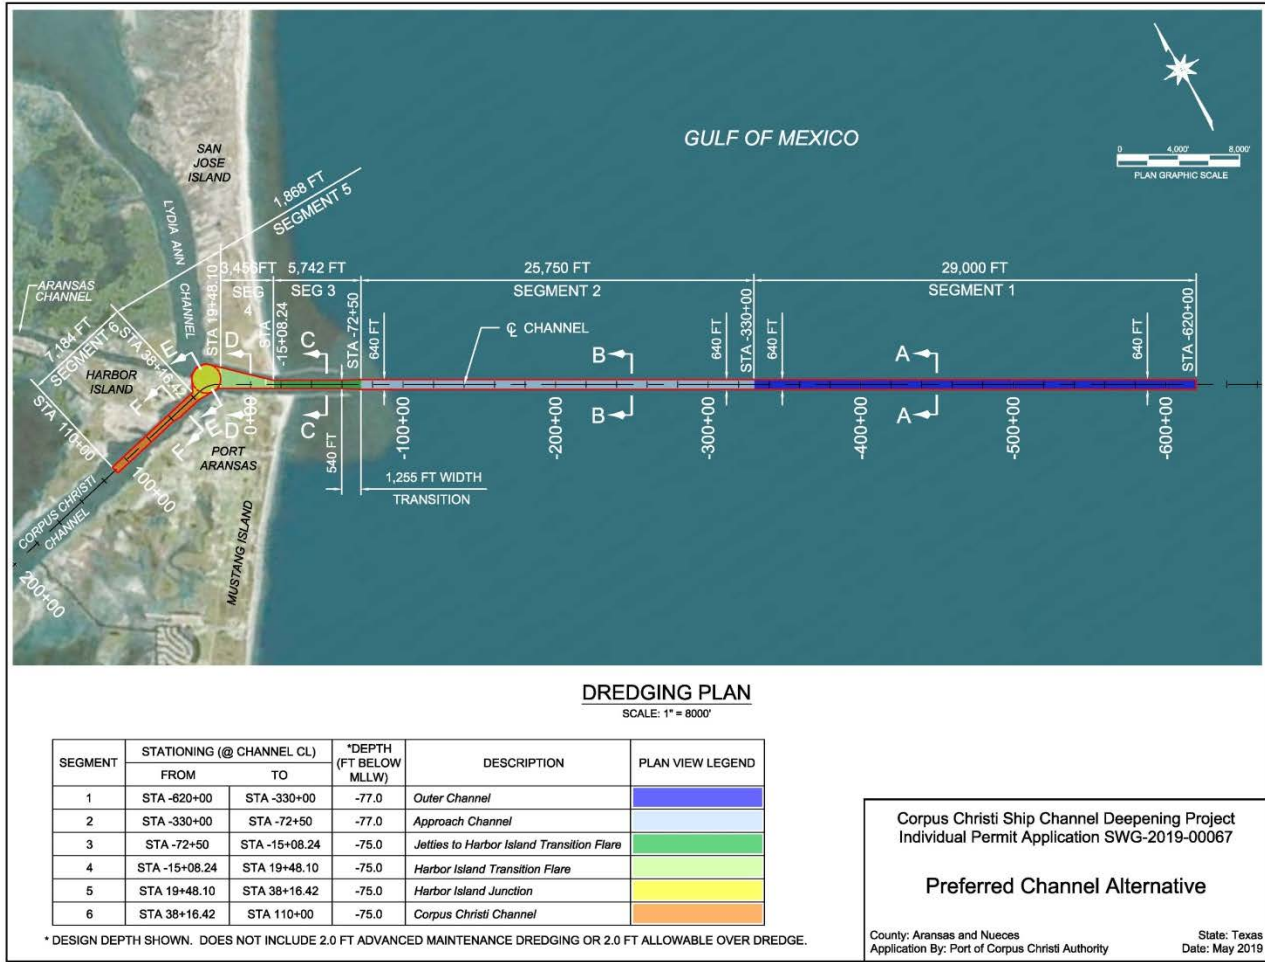 GULF OF MEXICO
0 4,000' 8,000'
PLAN GRAPHIC SCALE
SAN
JOSE
ISLAND
1,868 FT
SEGMENT 5
LYDIA ANN
CHANNEL
ARANSAS
CHANNEL
7,184 FT
SEGMENT 6
STA 38+16.42
STA 110+00
HARBOR
ISLAND
STA 19+48.10
3,456FT
SEG
4
STA
-15+08.24
5,742 FT
SEG 3
STA -72+50
25,750 FT
SEGMENT 2
STA -330+00
29,000 FT
SEGMENT 1
STA -620+00
640 FT
640 FT
640 FT
640 FT
℄ CHANNEL
E
D
C
B
A
F
E
F
D
C
B
A
0+00
-100+00
-200+00
-300+00
-400+00
-500+00
-600+00
540 FT
1,255 FT WIDTH
TRANSITION
PORT
ARANSAS
MUSTANG ISLAND
100+00
CORPUS CHRISTI
CHANNEL
200+00
DREDGING PLAN
SCALE: 1" = 8000'
SEGMENT STATIONING (@ CHANNEL CL) *DEPTH (FT BELOW MLLW) DESCRIPTION PLAN VIEW LEGEND
FROM TO
1 STA -620+00 STA -330+00 -77.0 Outer Channel
2 STA -330+00 STA -72+50 -77.0 Approach Channel
3 STA -72+50 STA -15+08.24 -75.0 Jetties to Harbor Island Transition Flare
4 STA -15+08.24 STA 19+48.10 -75.0 Harbor Island Transition Flare
5 STA 19+48.10 STA 38+16.42 -75.0 Harbor Island Junction
6 STA 38+16.42 STA 110+00 -75.0 Corpus Christi Channel
* DESIGN DEPTH SHOWN. DOES NOT INCLUDE 2.0 FT ADVANCED MAINTENANCE DREDGING OR 2.0 FT ALLOWABLE OVER DREDGE.
Corpus Christi Ship Channel Deepening Project
Individual Permit Application SWG-2019-00067
Preferred Channel Alternative
County: Aransas and Nueces State: Texas
Application By: Port of Corpus Christi Authority Date: May 2019